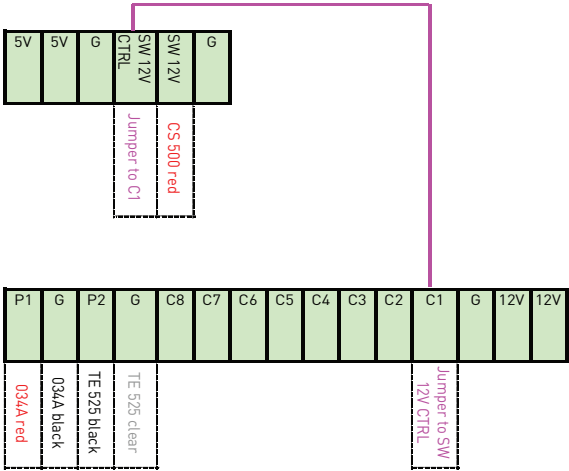 5V 5V G SW 12V CTRL SW 12V G
Jumper to C1
CS 500 red
P1 G P2 G C8 C7 C6 C5 C4 C3 C2 C1 G 12V 12V
034A red
034A black
TE 525 black
TE 525 clear
Jumper to SW
12V CTRL